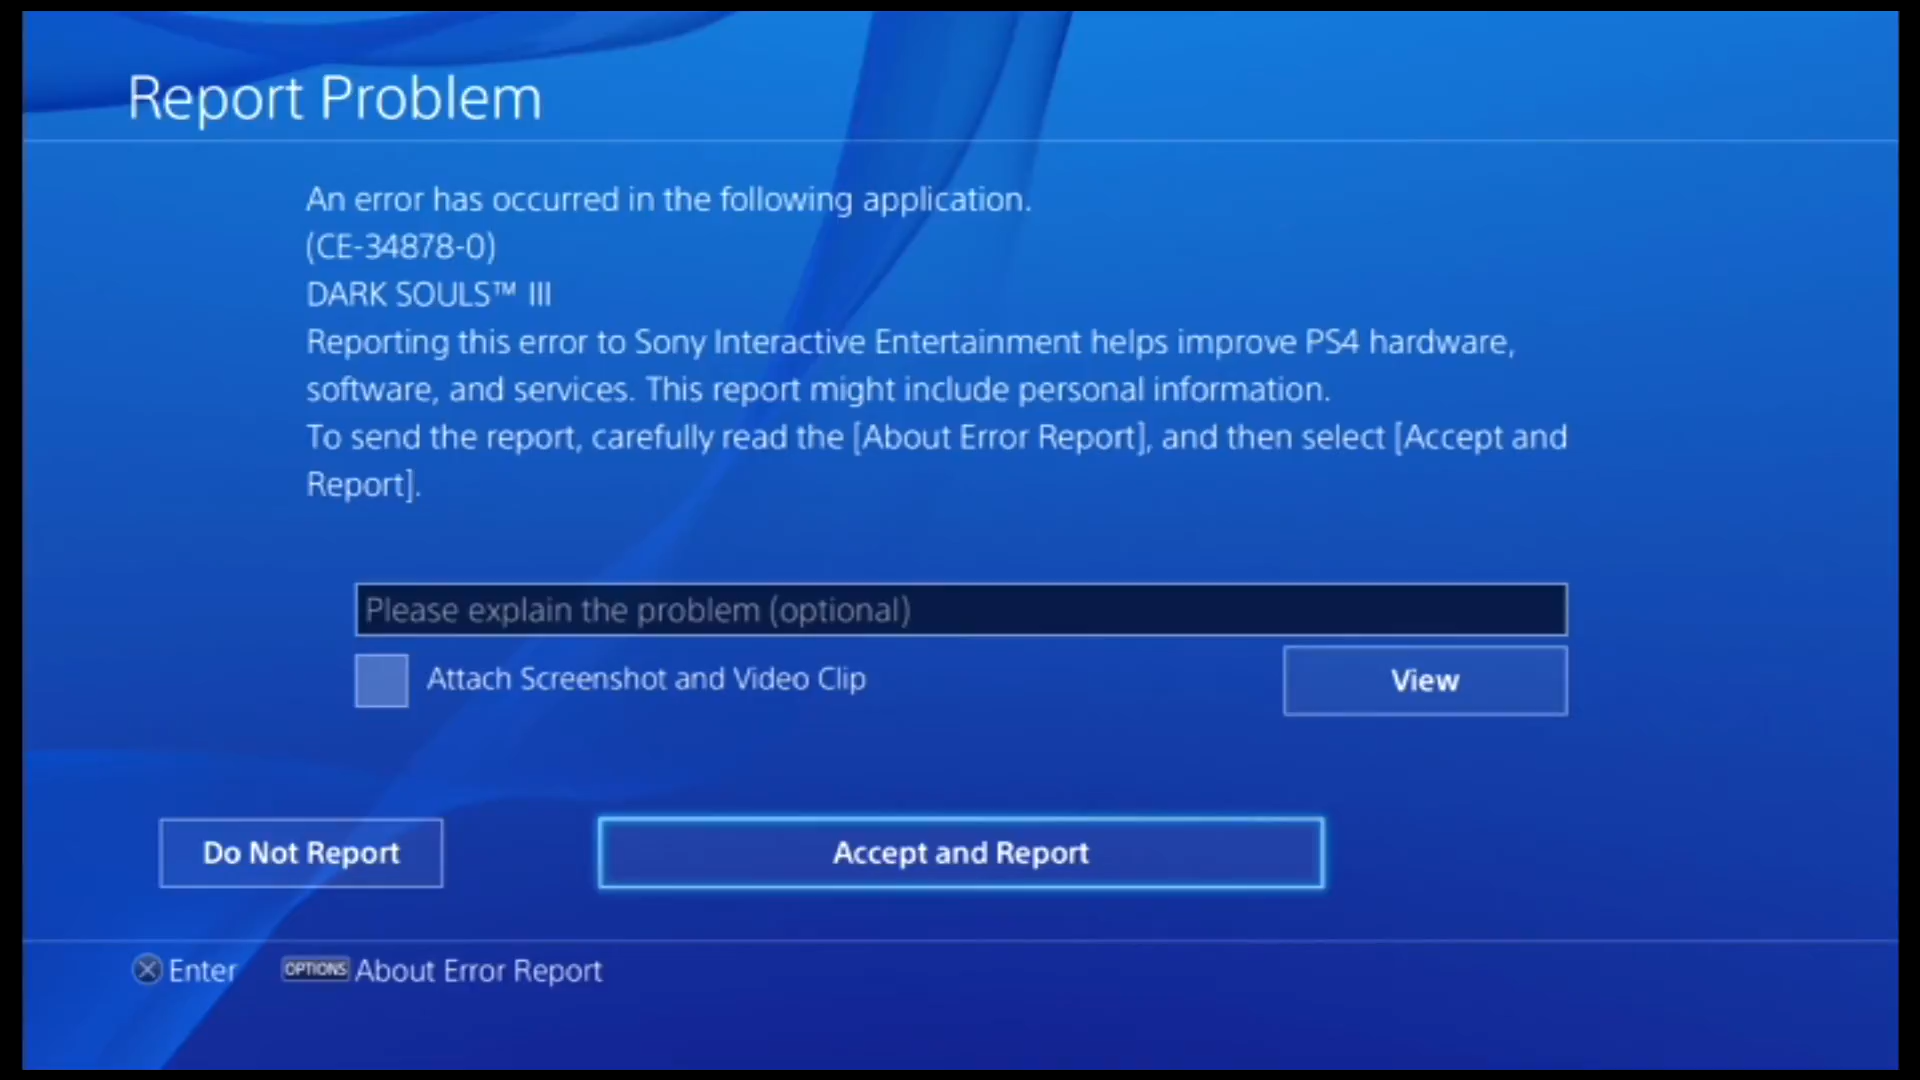 Report Problem
An error has occurred in the following application.
(CE-34878-0)
DARK SOULS™ III
Reporting this error to Sony Interactive Entertainment helps improve PS4 hardware,
software, and services. This report might include personal information.
To send the report, carefully read the [About Error Report], and then select [Accept and
Report].
Please explain the problem (optional)
Attach Screenshot and Video Clip
View
Do Not Report
Accept and Report
Enter
OPTIONS About Error Report